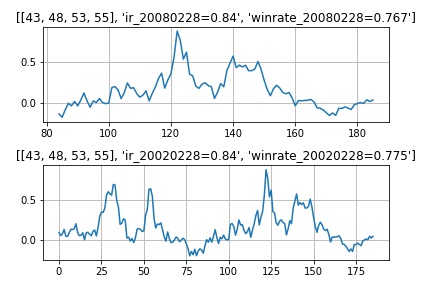 [[43, 48, 53, 55], 'ir_20080228=0.84', 'winrate_20080228=0.767']
0.5
0.0
80 100 120 140 160 180
[[43, 48, 53, 55], 'ir_20020228=0.84', 'winrate_20020228=0.775']
0.5
0.0
0 25 50 75 100 125 150 175